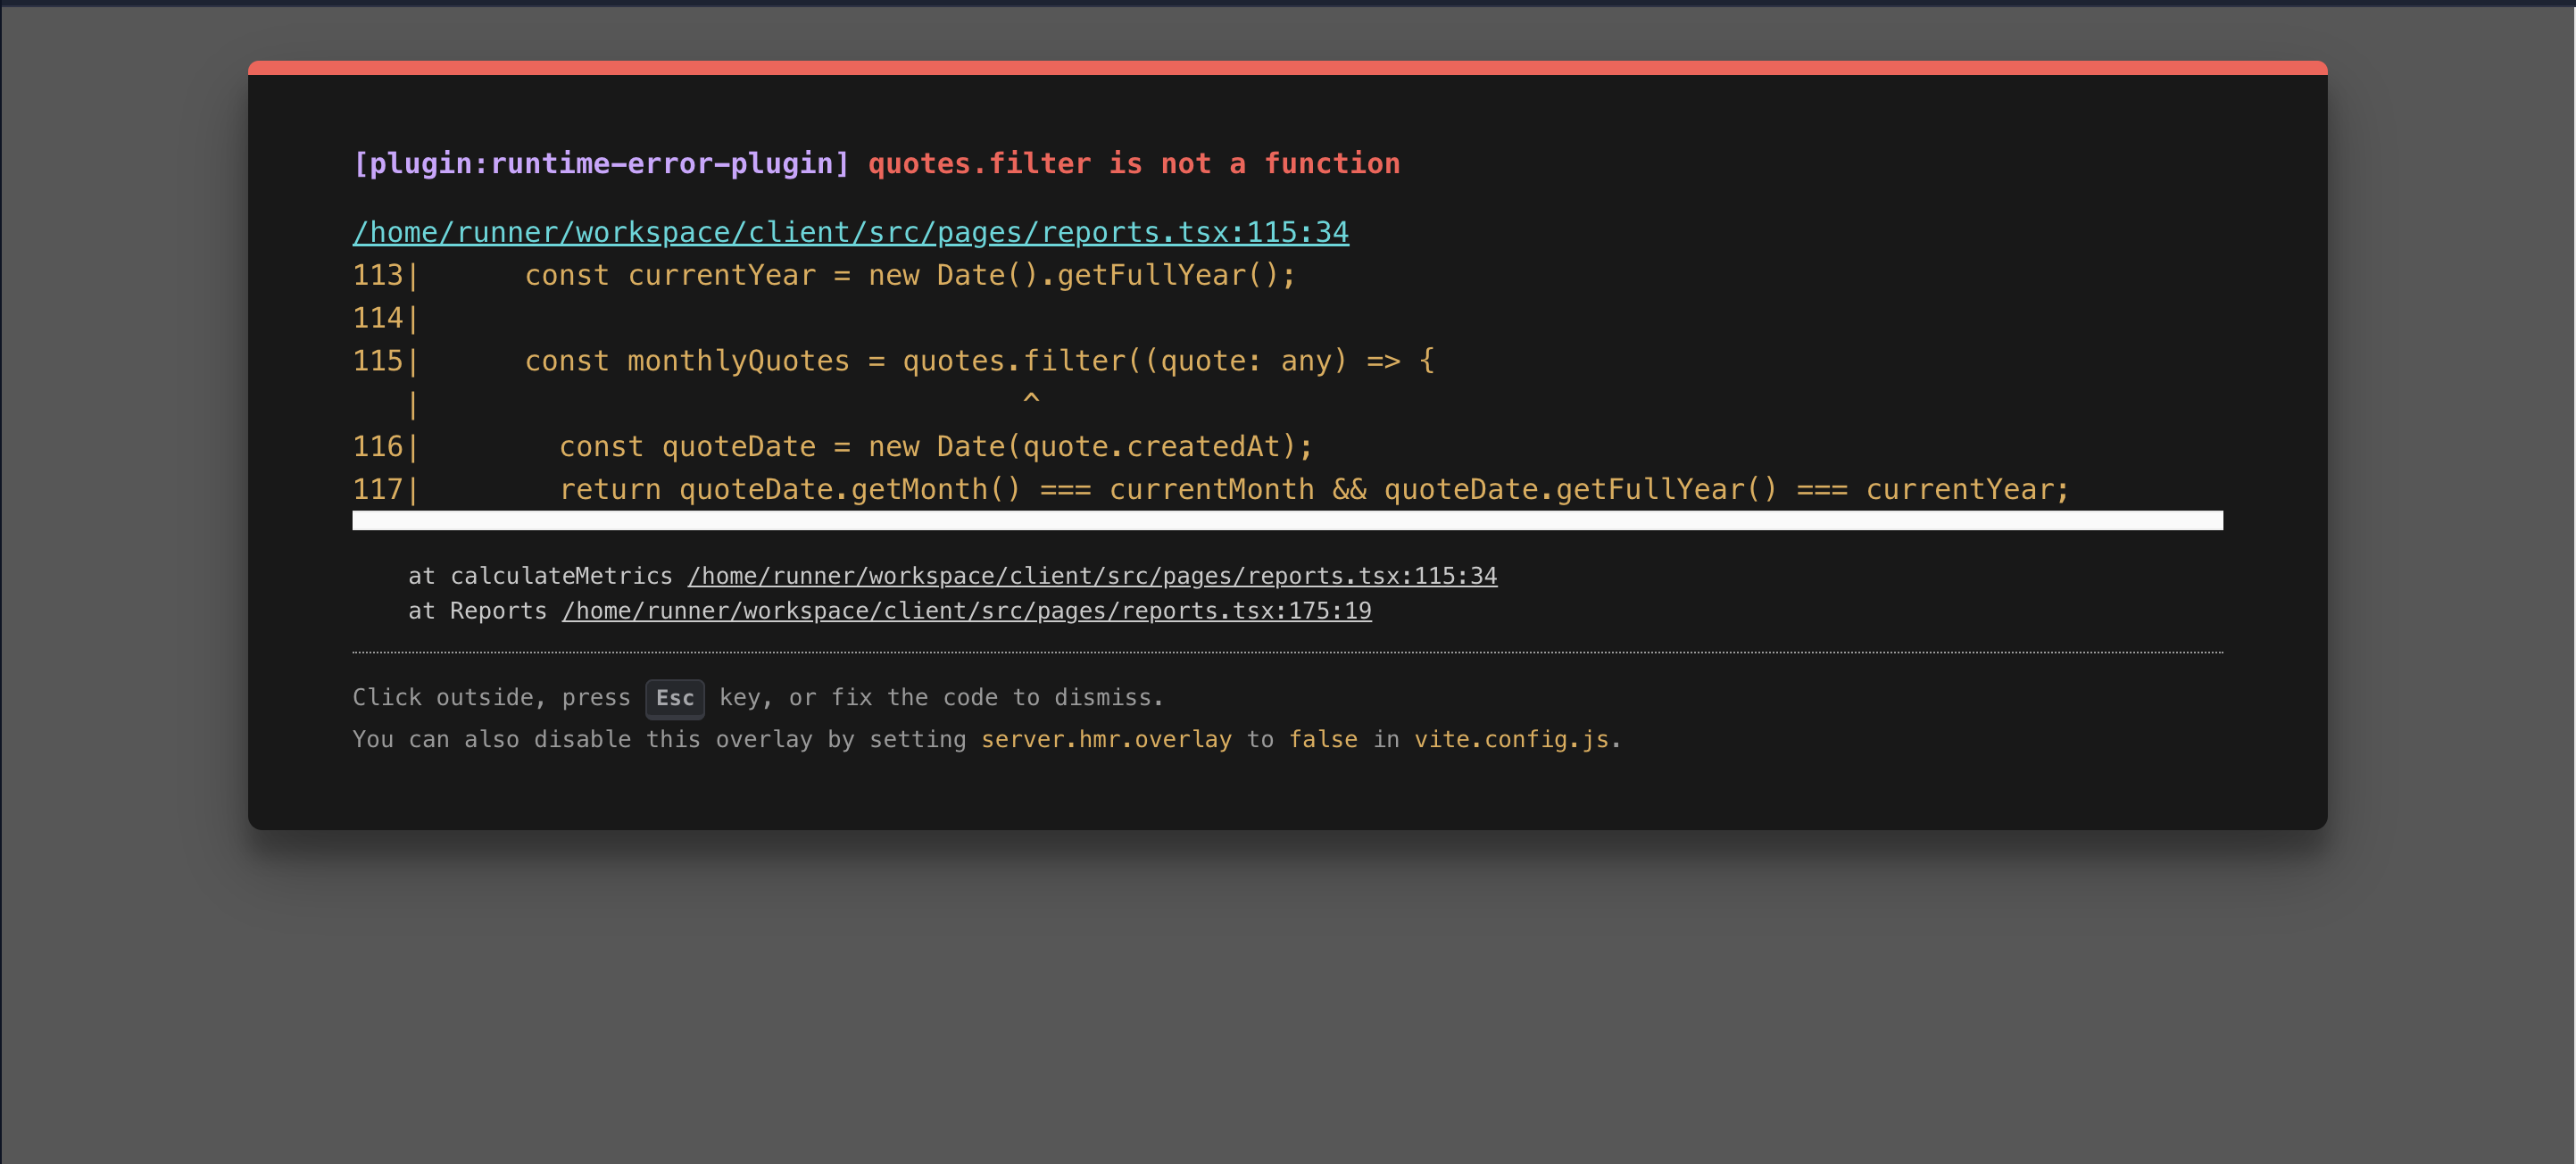 [plugin:runtime-error-plugin] quotes.filter is not a function
/home/runner/workspace/client/src/pages/reports.tsx:115:34
113|      const currentYear = new Date().getFullYear();
114|
115|      const monthlyQuotes = quotes.filter((quote: any) => {
   |                                   ^
116|        const quoteDate = new Date(quote.createdAt);
117|        return quoteDate.getMonth() === currentMonth && quoteDate.getFullYear() === currentYear;
    at calculateMetrics /home/runner/workspace/client/src/pages/reports.tsx:115:34
    at Reports /home/runner/workspace/client/src/pages/reports.tsx:175:19
Click outside, press Esc key, or fix the code to dismiss.
You can also disable this overlay by setting server.hmr.overlay to false in vite.config.js.